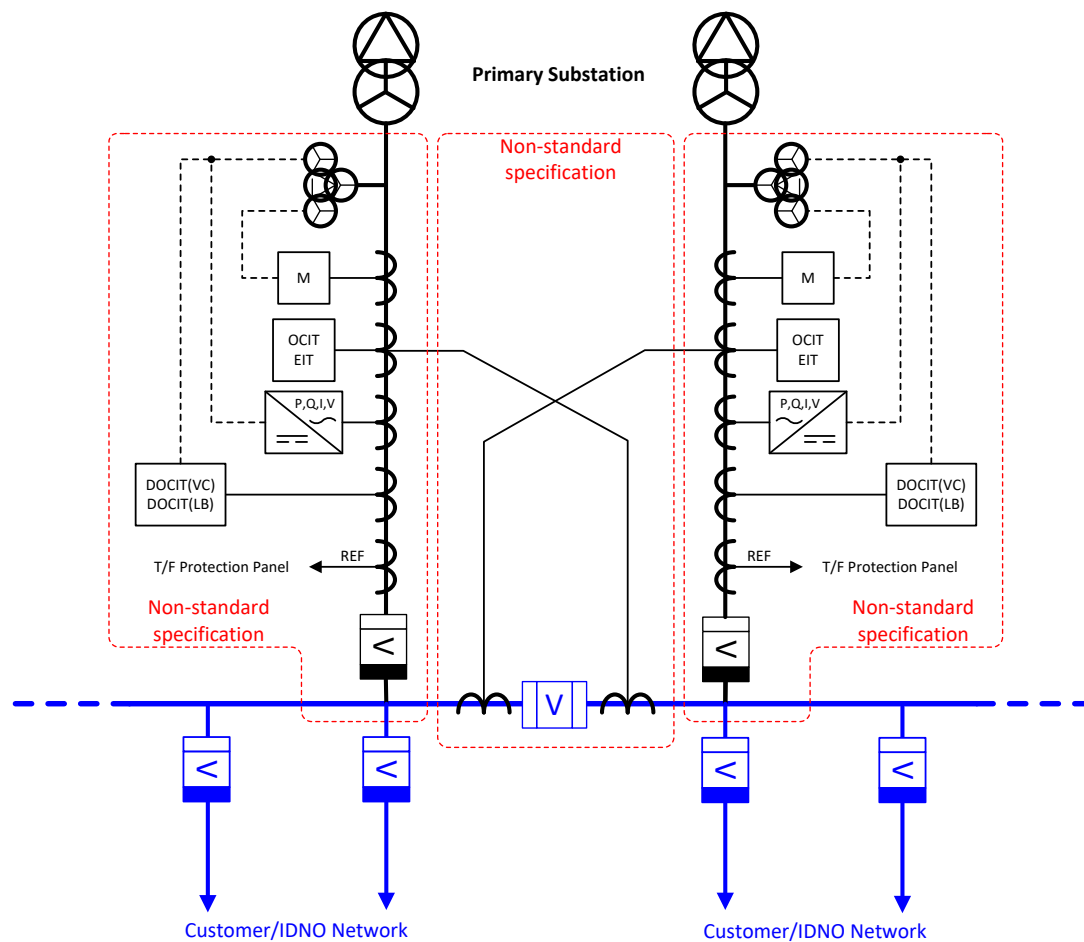 Primary Substation
Non-standard
specification
M
M
OCIT
EIT
OCIT
EIT
P,Q,I,V
P,Q,I,V
DOCIT(VC)
DOCIT(LB)
DOCIT(VC)
DOCIT(LB)
REF
T/F Protection Panel
REF
T/F Protection Panel
Non-standard
specification
Non-standard
specification
V
V
V
V
V
V
V
Customer/IDNO Network
Customer/IDNO Network